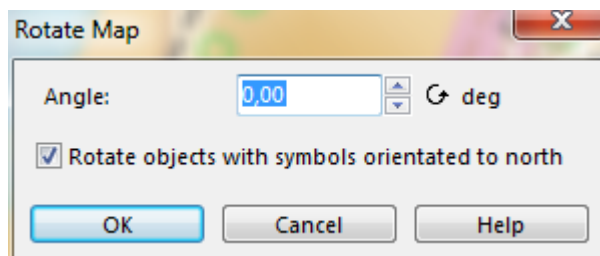 Rotate Map
Angle: 0,00 deg
Rotate objects with symbols orientated to north
OK Cancel Help